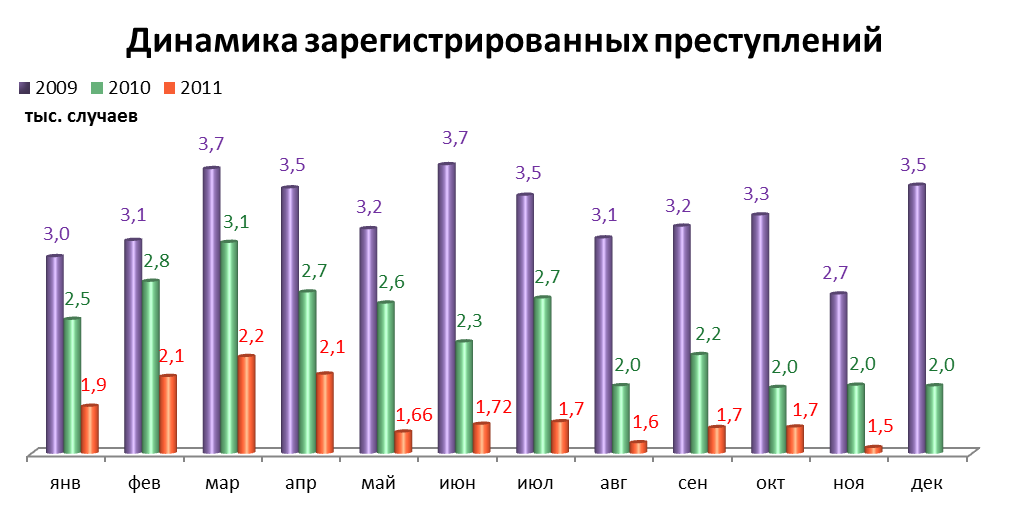 Динамика зарегистрированных преступлений
2009 2010 2011
тыс. случаев
3,0 2,5 1,9
3,1 2,8 2,1
3,7 3,1 2,2
3,5 2,7 2,1
3,2 2,6 1,66
3,7 2,3 1,72
3,5 2,7 1,7
3,1 2,0 1,6
3,2 2,2 1,7
3,3 2,0 1,7
2,7 2,0 1,5
3,5 2,0
янв фев мар апр май июн июл авг сен окт ноя дек